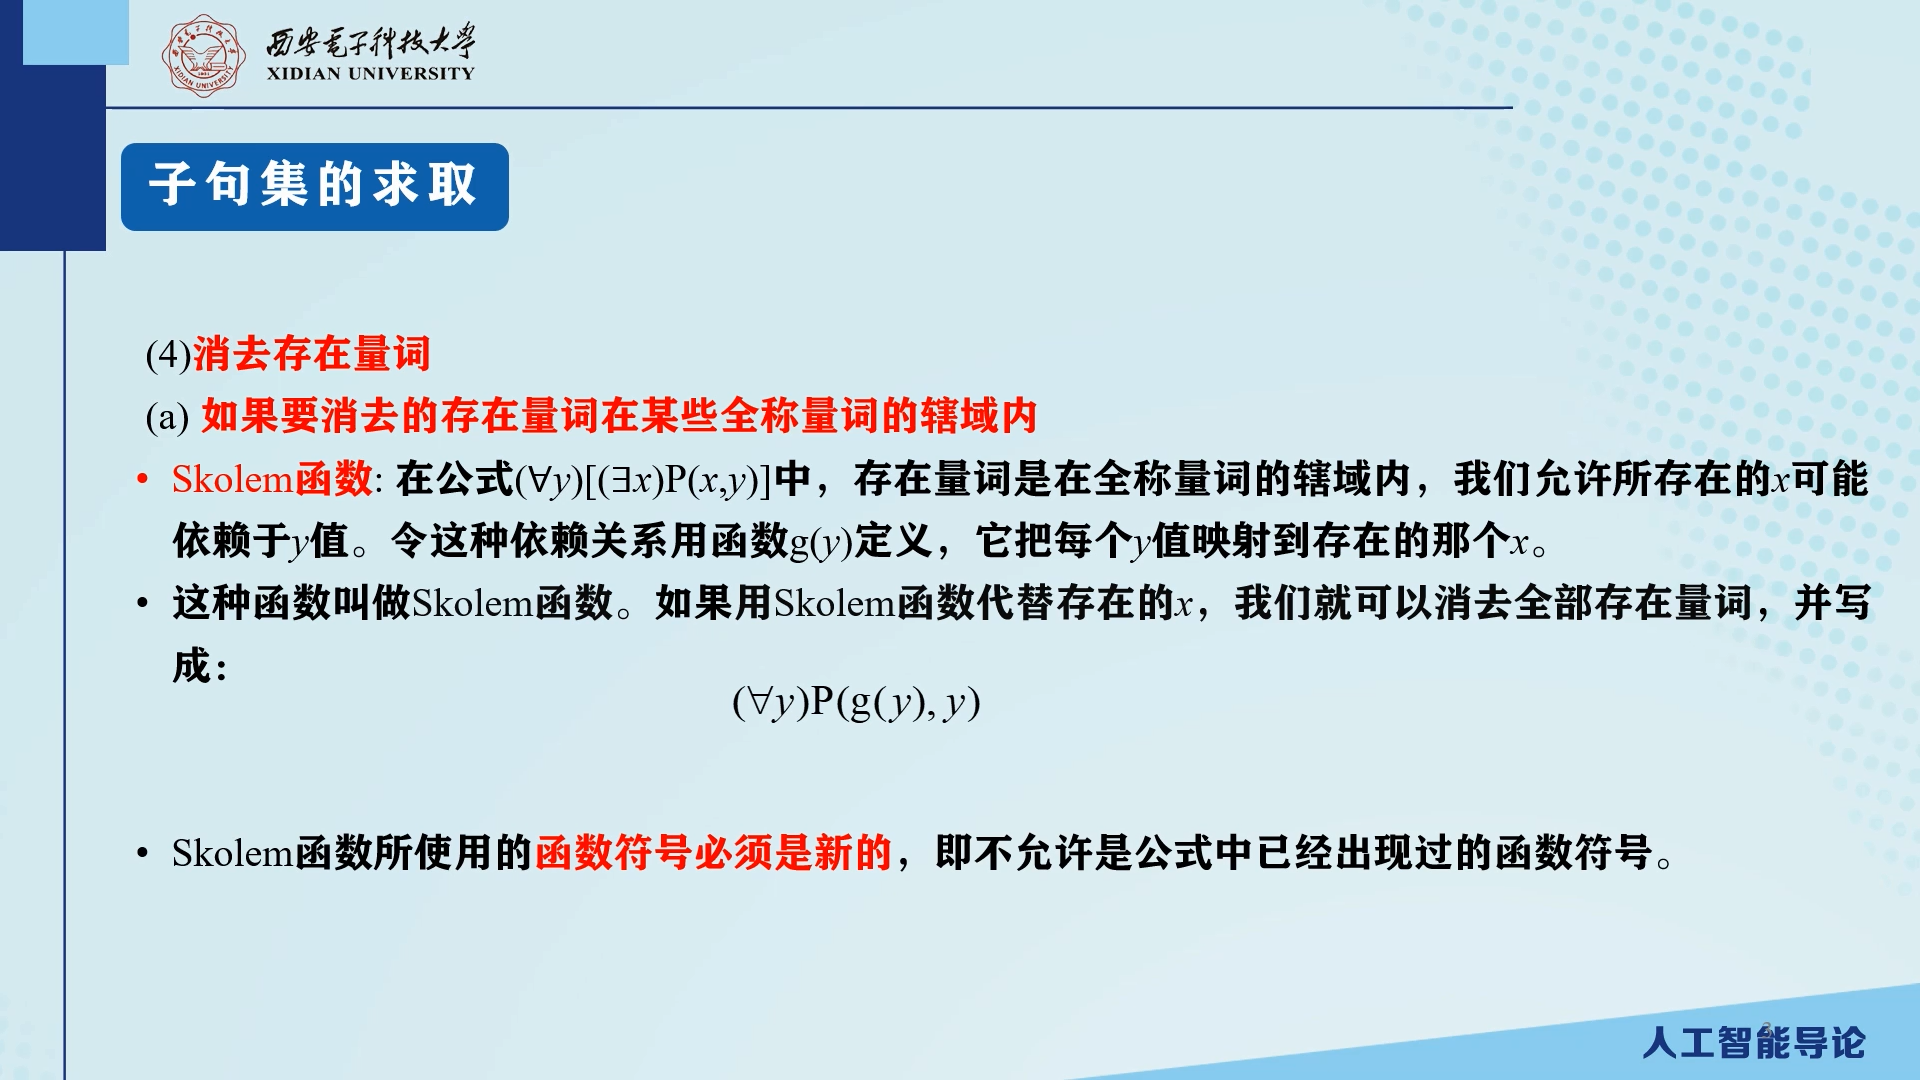 西安电子科技大学
XIDIAN UNIVERSITY
子句集的求取
(4)消去存在量词
(a) 如果要消去的存在量词在某些全称量词的辖域内
• Skolem函数: 在公式(∀y)[(∃x)P(x,y)]中，存在量词是在全称量词的辖域内，我们允许所存在的x可能
依赖于y值。令这种依赖关系用函数g(y)定义，它把每个y值映射到存在的那个x。
• 这种函数叫做Skolem函数。如果用Skolem函数代替存在的x，我们就可以消去全部存在量词，并写
成：
(∀y)P(g(y), y)
• Skolem函数所使用的函数符号必须是新的，即不允许是公式中已经出现过的函数符号。
3
人工智能导论